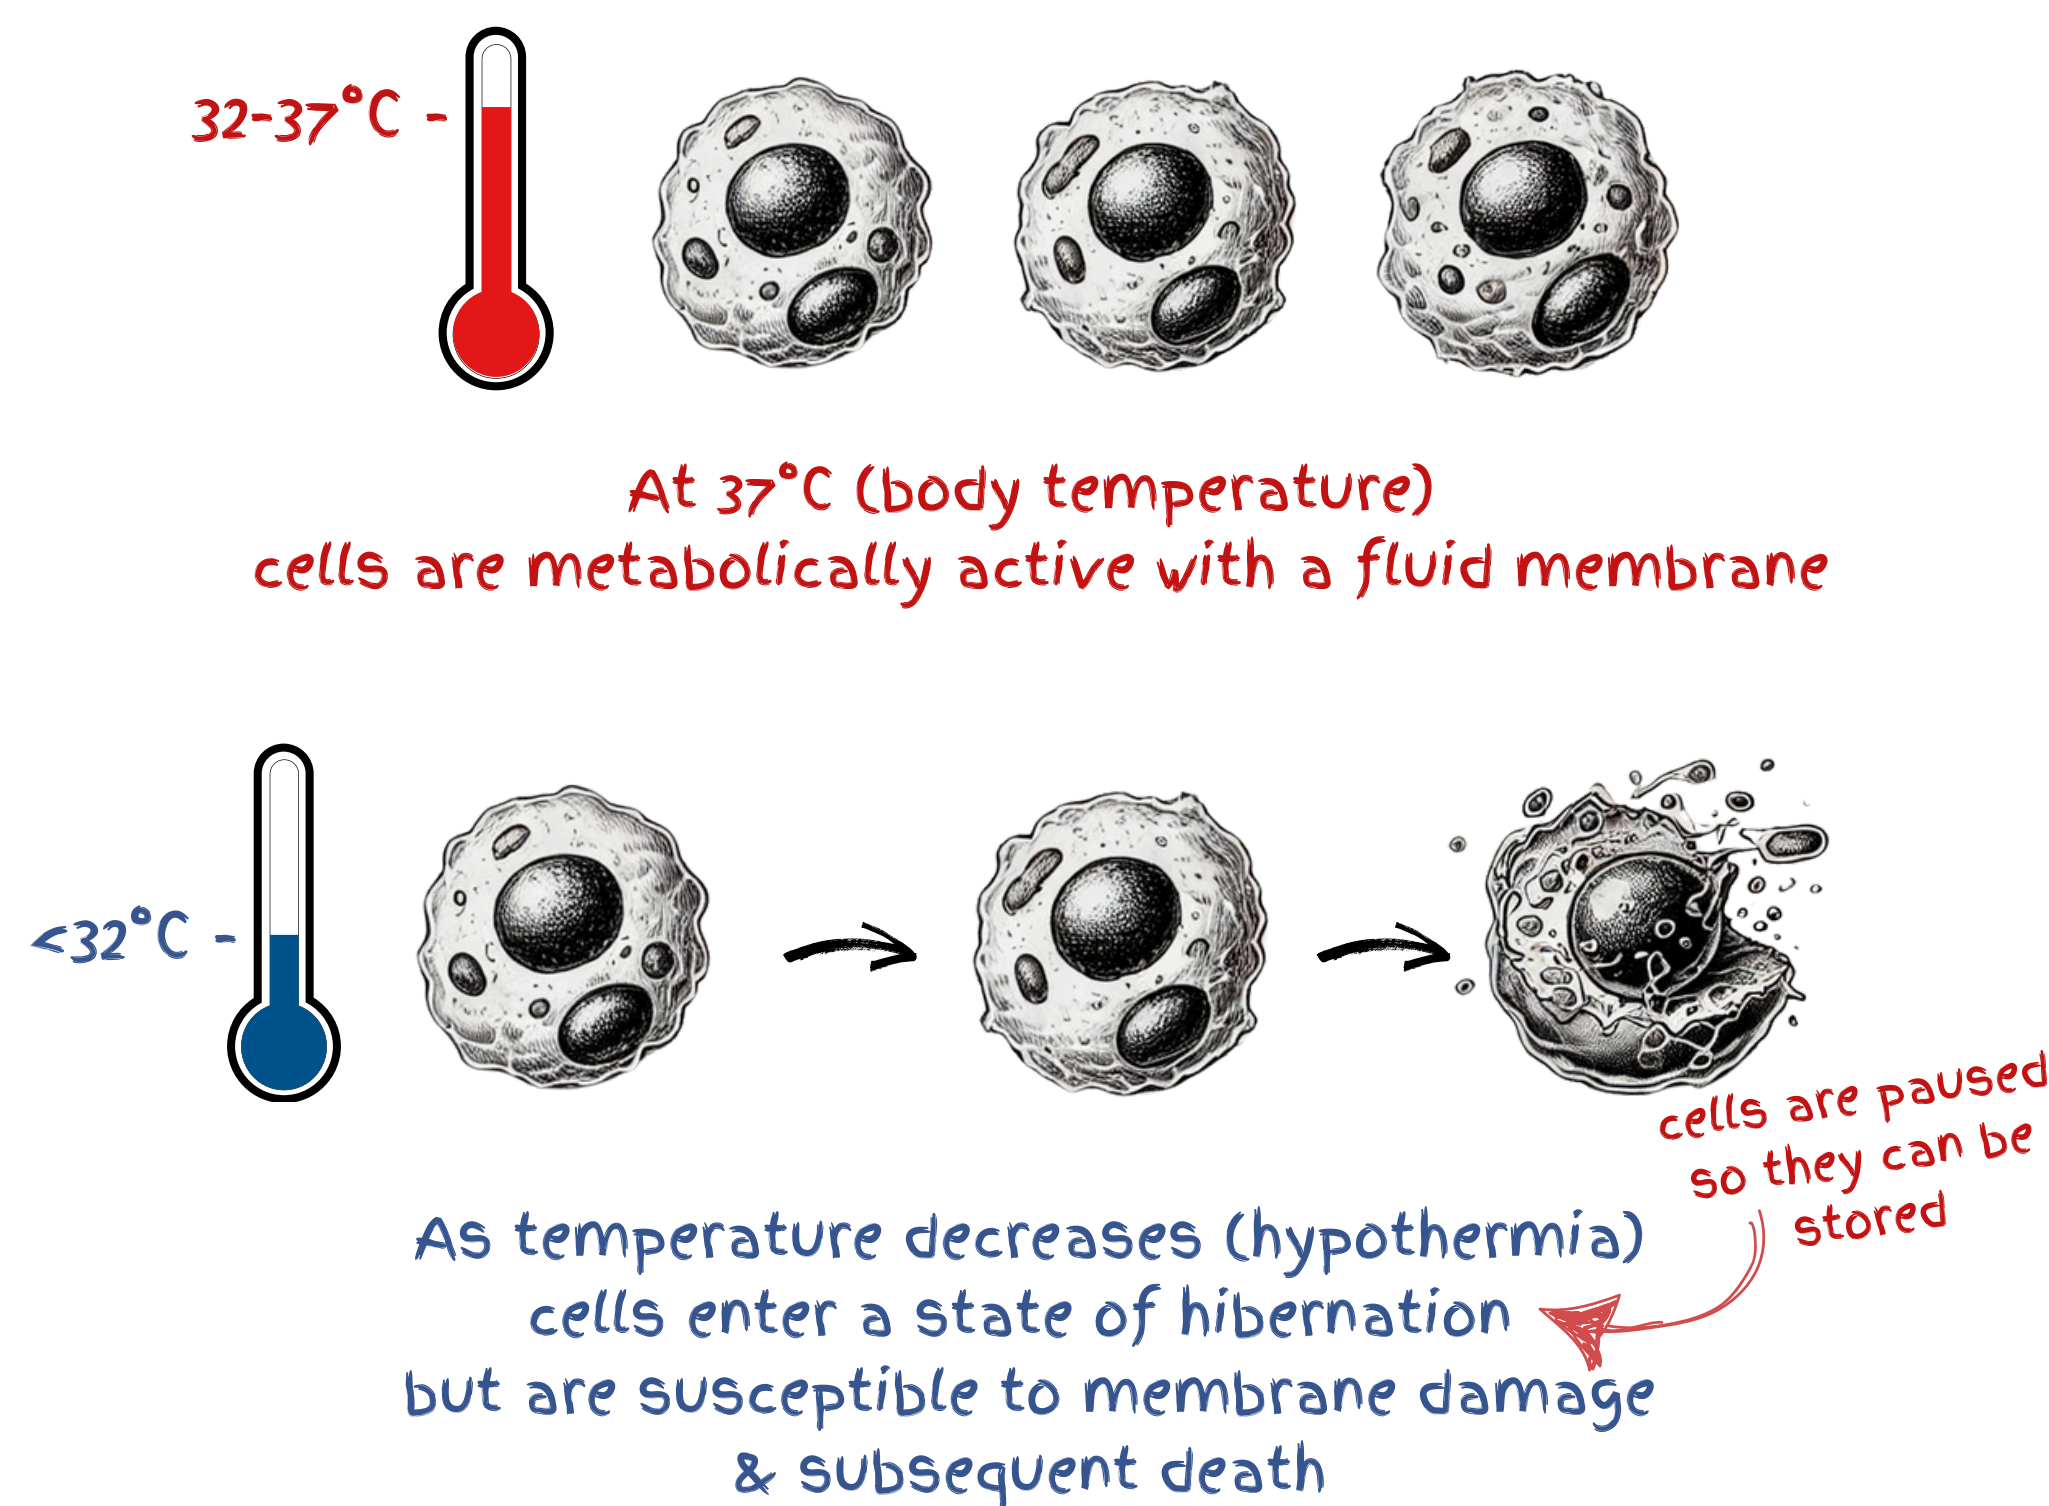 32-37°C -
At 37°C (body temperature)
cells are metabolically active with a fluid membrane
<32°C -
cells are paused
so they can be
stored
As temperature decreases (hypothermia)
cells enter a state of hibernation
but are susceptible to membrane damage
& subsequent death